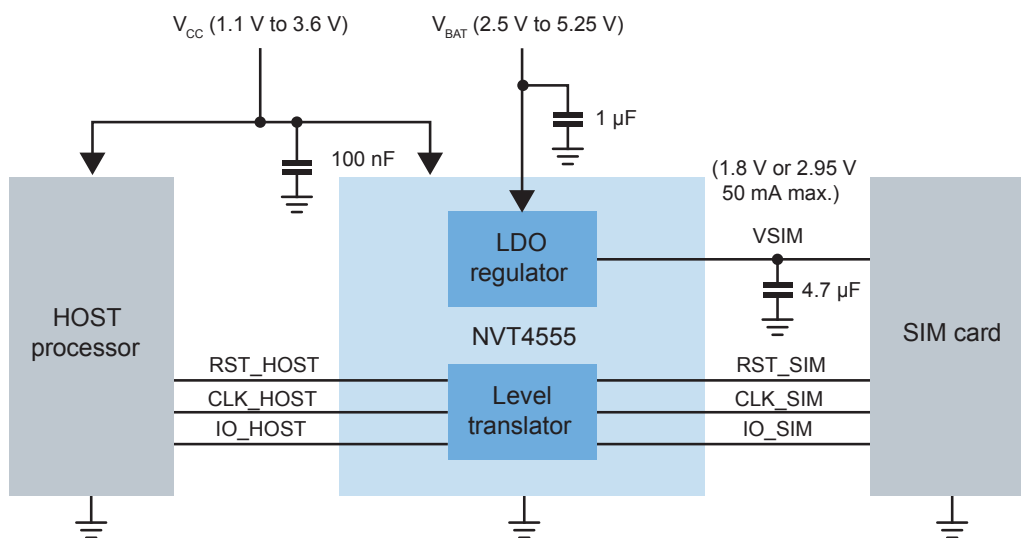 VCC (1.1 V to 3.6 V)
VBAT (2.5 V to 5.25 V)
1 µF
100 nF
(1.8 V or 2.95 V
50 mA max.)
LDO
regulator
VSIM
4.7 µF
HOST
processor
NVT4555
SIM card
RST_HOST
RST_SIM
CLK_HOST
Level
translator
CLK_SIM
IO_HOST
IO_SIM